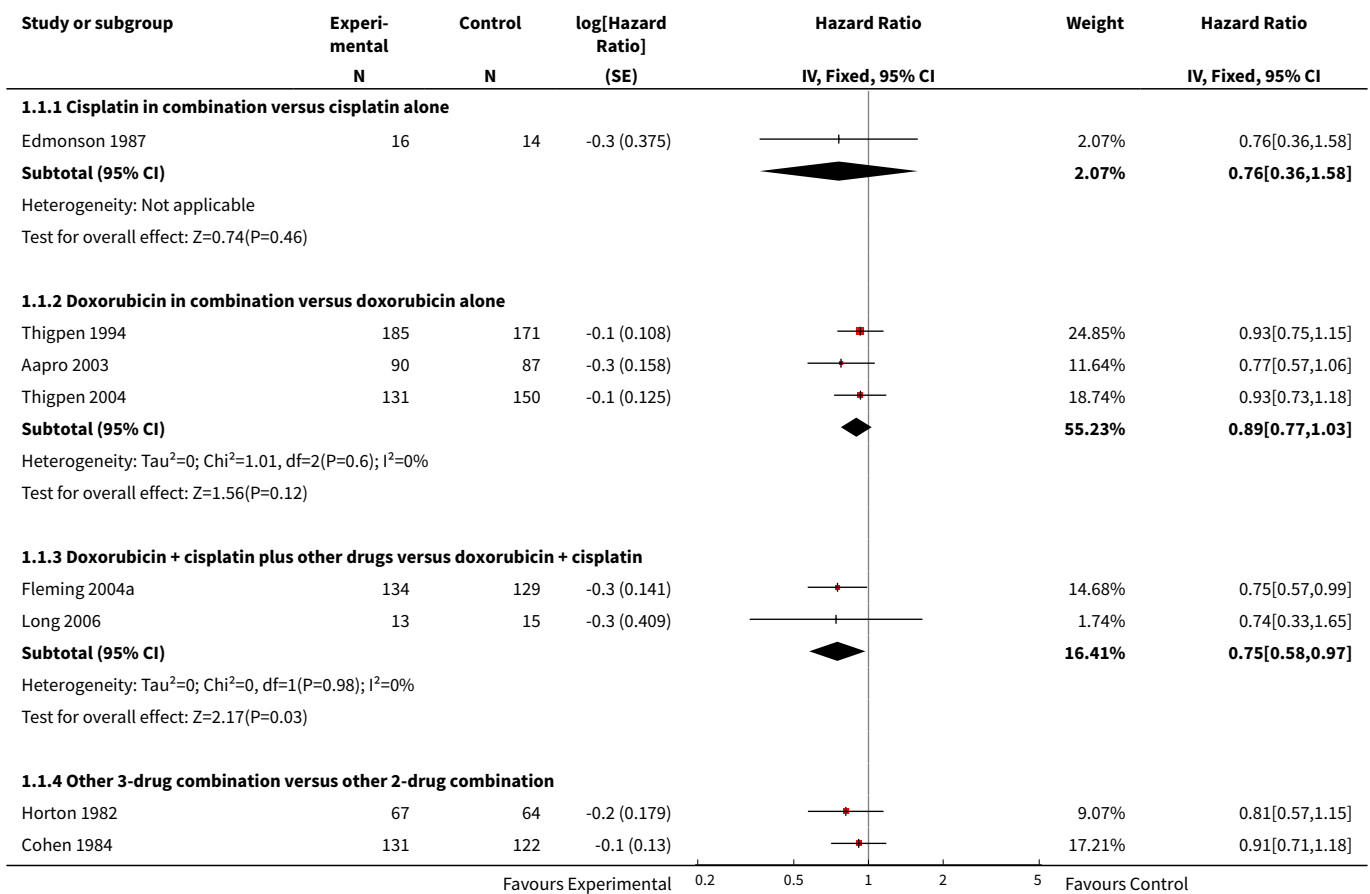 Study or subgroup Experi- Control log[Hazard Hazard Ratio Weight Hazard Ratio
mental Ratio]
N N (SE) IV, Fixed, 95% CI IV, Fixed, 95% CI
1.1.1 Cisplatin in combination versus cisplatin alone
Edmonson 1987 16 14 -0.3 (0.375) 2.07% 0.76[0.36,1.58]
Subtotal (95% CI) 2.07% 0.76[0.36,1.58]
Heterogeneity: Not applicable
Test for overall effect: Z=0.74(P=0.46)
1.1.2 Doxorubicin in combination versus doxorubicin alone
Thigpen 1994 185 171 -0.1 (0.108) 24.85% 0.93[0.75,1.15]
Aapro 2003 90 87 -0.3 (0.158) 11.64% 0.77[0.57,1.06]
Thigpen 2004 131 150 -0.1 (0.125) 18.74% 0.93[0.73,1.18]
Subtotal (95% CI) 55.23% 0.89[0.77,1.03]
Heterogeneity: Tau²=0; Chi²=1.01, df=2(P=0.6); I²=0%
Test for overall effect: Z=1.56(P=0.12)
1.1.3 Doxorubicin + cisplatin plus other drugs versus doxorubicin + cisplatin
Fleming 2004a 134 129 -0.3 (0.141) 14.68% 0.75[0.57,0.99]
Long 2006 13 15 -0.3 (0.409) 1.74% 0.74[0.33,1.65]
Subtotal (95% CI) 16.41% 0.75[0.58,0.97]
Heterogeneity: Tau²=0; Chi²=0, df=1(P=0.98); I²=0%
Test for overall effect: Z=2.17(P=0.03)
1.1.4 Other 3-drug combination versus other 2-drug combination
Horton 1982 67 64 -0.2 (0.179) 9.07% 0.81[0.57,1.15]
Cohen 1984 131 122 -0.1 (0.13) 17.21% 0.91[0.71,1.18]
Favours Experimental 0.2 0.5 1 2 5 Favours Control